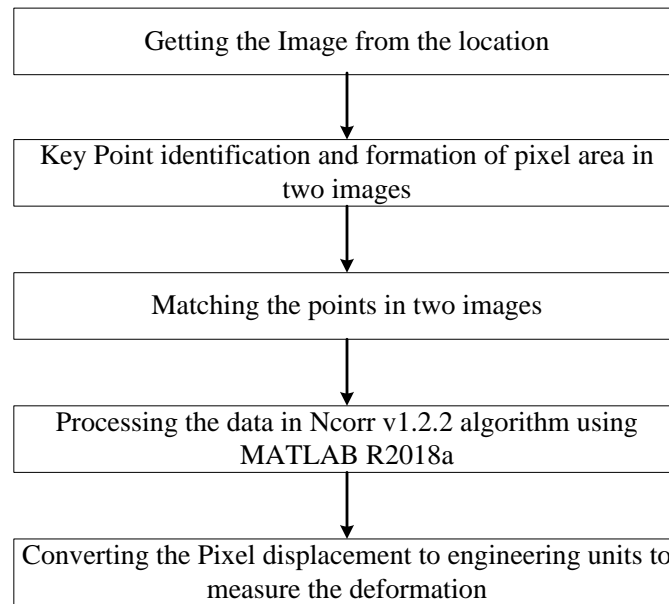 Getting the Image from the location
Key Point identification and formation of pixel area in
two images
Matching the points in two images
Processing the data in Ncorr v1.2.2 algorithm using
MATLAB R2018a
Converting the Pixel displacement to engineering units to
measure the deformation